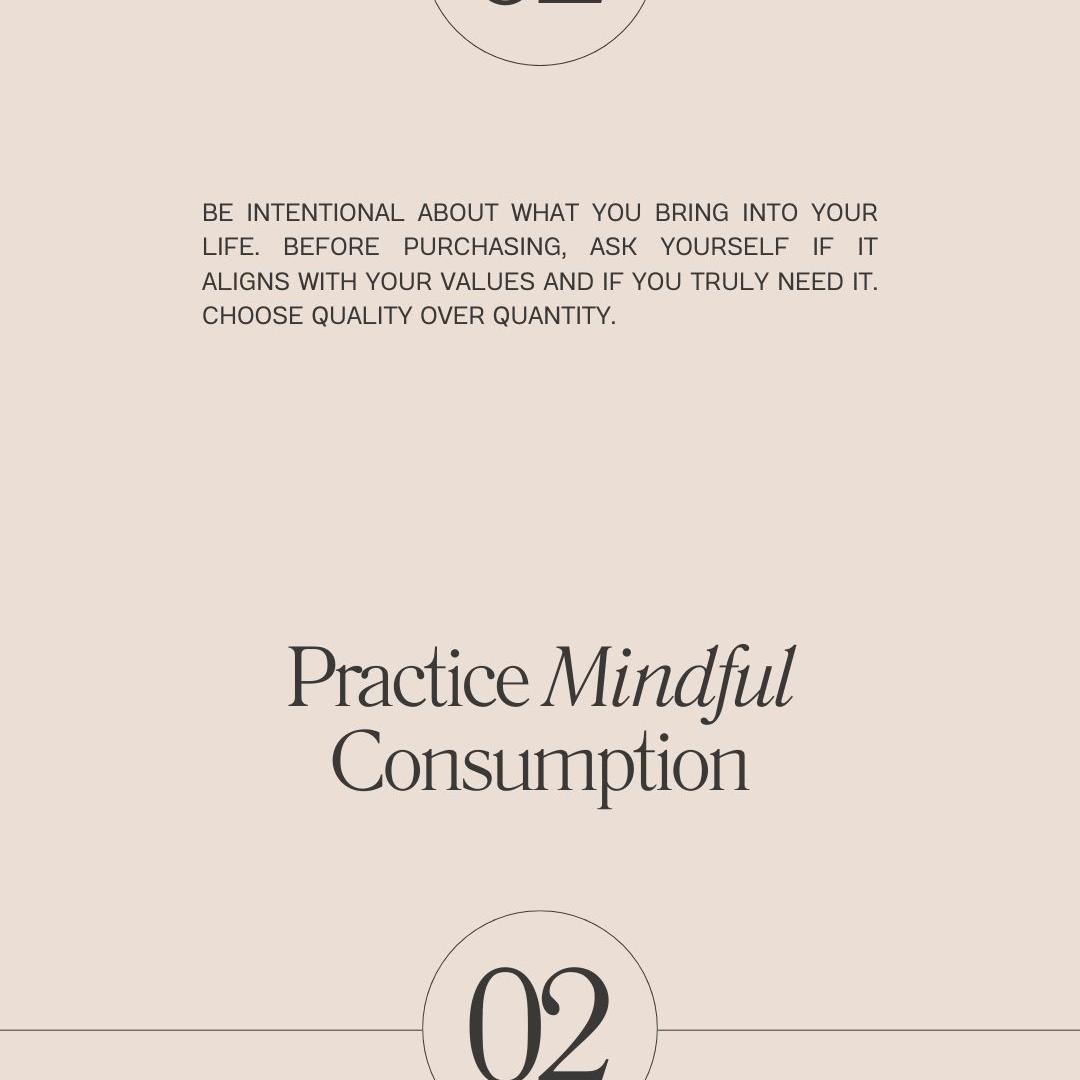 02
BE INTENTIONAL ABOUT WHAT YOU BRING INTO YOUR
LIFE. BEFORE PURCHASING, ASK YOURSELF IF IT
ALIGNS WITH YOUR VALUES AND IF YOU TRULY NEED IT.
CHOOSE QUALITY OVER QUANTITY.
Practice Mindful
Consumption
02